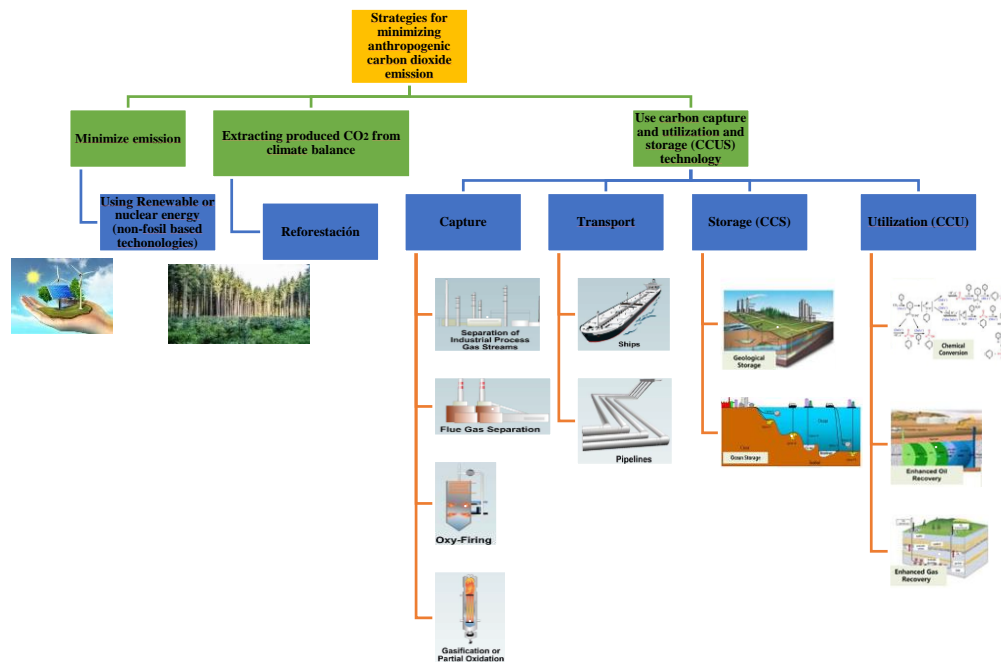 Strategies for
minimizing
anthropogenic
carbon dioxide
emission
Minimize emission
Extracting produced CO2 from
climate balance
Use carbon capture
and utilization and
storage (CCUS)
technology
Using Renewable or
nuclear energy
(non-fosil based
techonologies)
Reforestación
Capture
Transport
Storage (CCS)
Utilization (CCU)
Separation of
Industrial Process
Gas Streams
Ships
Geological
Storage
Chemical
Conversion
Flue Gas Separation
Pipelines
Ocean Storage
Enhanced Oil
Recovery
Oxy-Firing
Enhanced Gas
Recovery
Gasification or
Partial Oxidation